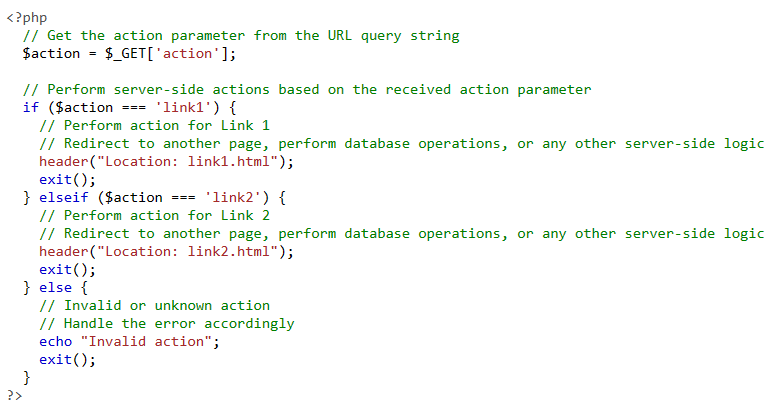 <?php
  // Get the action parameter from the URL query string
  $action = $_GET['action'];

  // Perform server-side actions based on the received action parameter
  if ($action === 'link1') {
    // Perform action for Link 1
    // Redirect to another page, perform database operations, or any other server-side logic
    header("Location: link1.html");
    exit();
  } elseif ($action === 'link2') {
    // Perform action for Link 2
    // Redirect to another page, perform database operations, or any other server-side logic
    header("Location: link2.html");
    exit();
  } else {
    // Invalid or unknown action
    // Handle the error accordingly
    echo "Invalid action";
    exit();
  }
?>